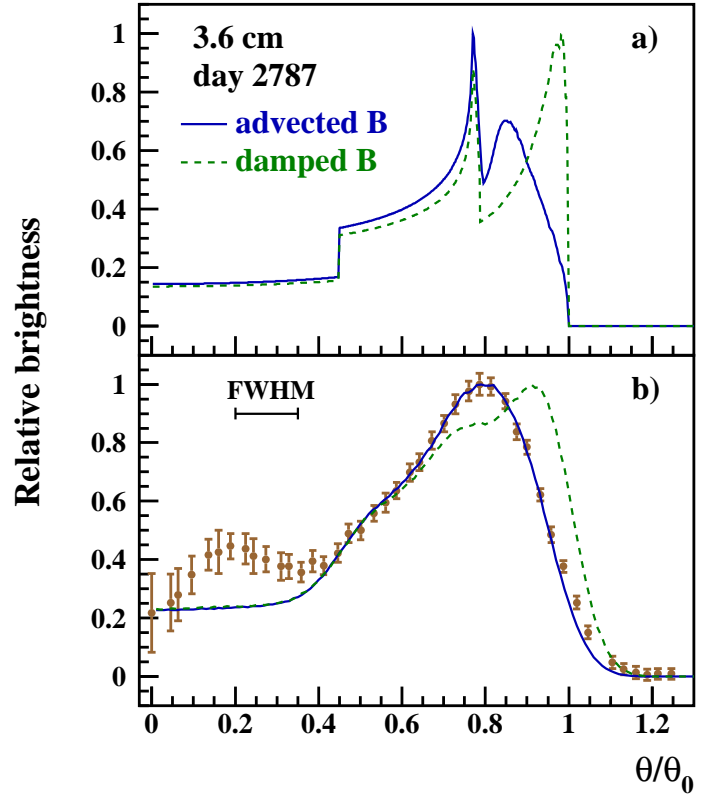 3.6 cm
day 2787
a)
advected B
damped B
1
0.8
0.6
0.4
0.2
0
Relative brightness
FWHM
b)
1
0.8
0.6
0.4
0.2
0
0 0.2 0.4 0.6 0.8 1 1.2
θ/θ₀